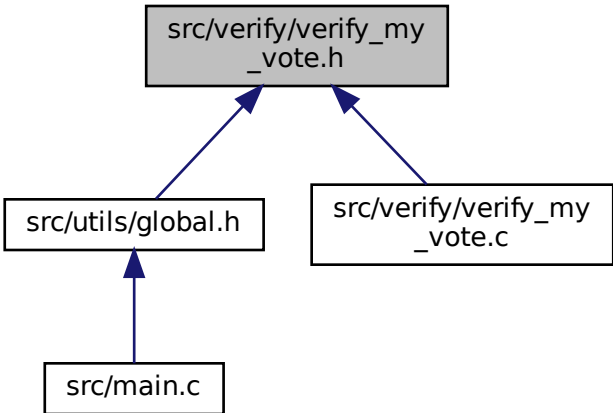 src/verify/verify_my
_vote.h
src/utils/global.h
src/verify/verify_my
_vote.c
src/main.c